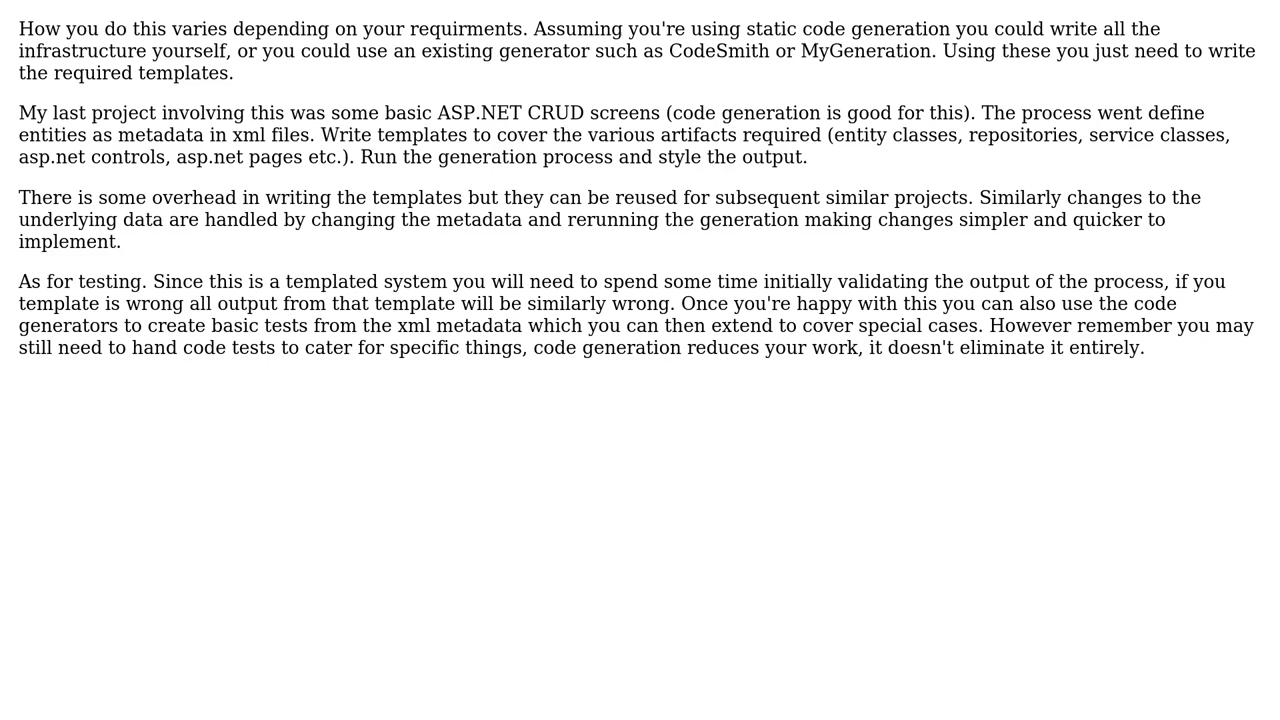 How you do this varies depending on your requirments. Assuming you're using static code generation you could write all the
infrastructure yourself, or you could use an existing generator such as CodeSmith or MyGeneration. Using these you just need to write
the required templates.
My last project involving this was some basic ASP.NET CRUD screens (code generation is good for this). The process went define
entities as metadata in xml files. Write templates to cover the various artifacts required (entity classes, repositories, service classes,
asp.net controls, asp.net pages etc.). Run the generation process and style the output.
There is some overhead in writing the templates but they can be reused for subsequent similar projects. Similarly changes to the
underlying data are handled by changing the metadata and rerunning the generation making changes simpler and quicker to
implement.
As for testing. Since this is a templated system you will need to spend some time initially validating the output of the process, if you
template is wrong all output from that template will be similarly wrong. Once you're happy with this you can also use the code
generators to create basic tests from the xml metadata which you can then extend to cover special cases. However remember you may
still need to hand code tests to cater for specific things, code generation reduces your work, it doesn't eliminate it entirely.